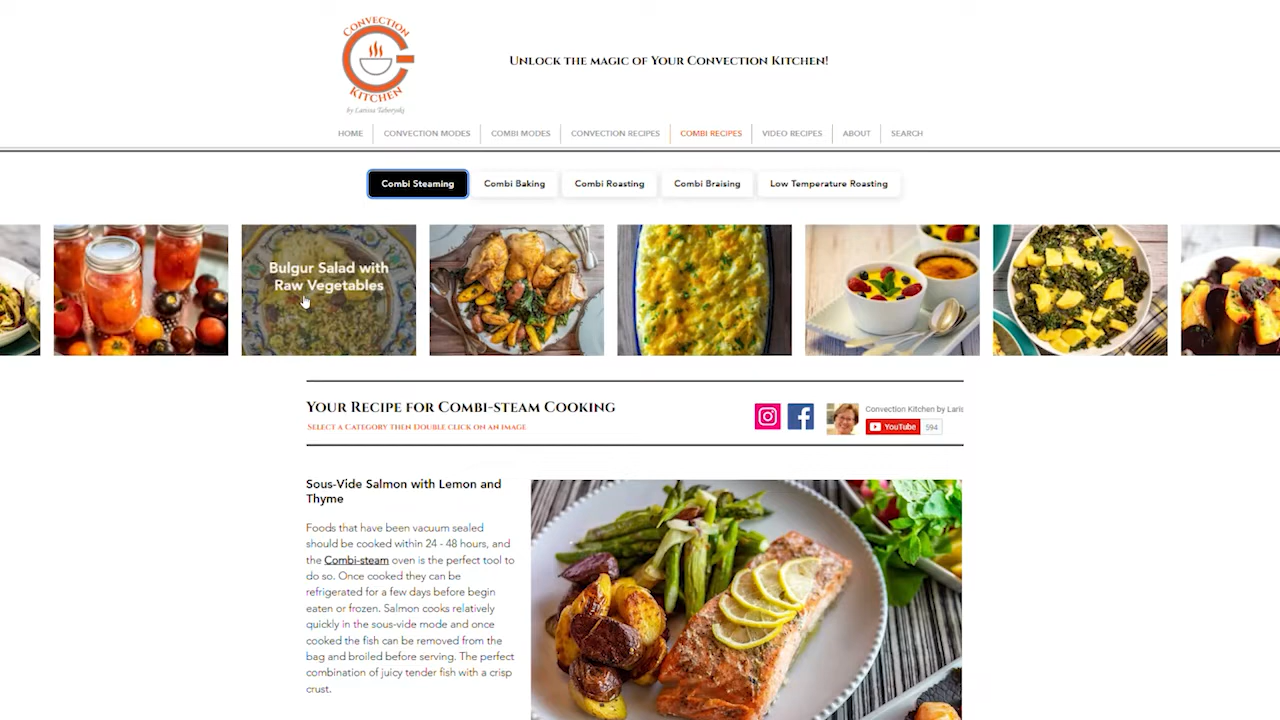 CONVECTION
KITCHEN
by Larissa Taboryski
UNLOCK THE MAGIC OF YOUR CONVECTION KITCHEN!
HOME
CONVECTION MODES
COMBI MODES
CONVECTION RECIPES
COMBI RECIPES
VIDEO RECIPES
ABOUT
SEARCH
Combi Steaming
Combi Baking
Combi Roasting
Combi Braising
Low Temperature Roasting
Bulgur Salad with
Raw Vegetables
YOUR RECIPE FOR COMBI-STEAM COOKING
SELECT A CATEGORY THEN DOUBLE CLICK ON AN IMAGE
Convection Kitchen by Laris
YouTube
594
Sous-Vide Salmon with Lemon and
Thyme
Foods that have been vacuum sealed
should be cooked within 24 - 48 hours, and
the Combi-steam oven is the perfect tool to
do so. Once cooked they can be
refrigerated for a few days before begin
eaten or frozen. Salmon cooks relatively
quickly in the sous-vide mode and once
cooked the fish can be removed from the
bag and broiled before serving. The perfect
combination of juicy tender fish with a crisp
crust.